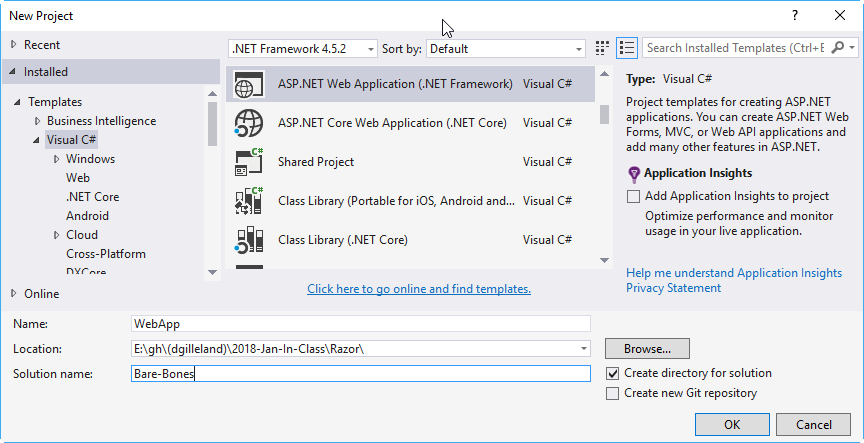 New Project
? 
Recent
.NET Framework 4.5.2 Sort by: Default
Search Installed Templates (Ctrl+E
Installed
Templates
Business Intelligence
Visual C#
Windows
Web
.NET Core
Android
Cloud
Cross-Platform
DXCore
Online
ASP.NET Web Application (.NET Framework) Visual C#
ASP.NET Core Web Application (.NET Core) Visual C#
Shared Project Visual C#
Class Library (Portable for iOS, Android and... Visual C#
Class Library (.NET Core) Visual C#
Click here to go online and find templates.
Type: Visual C#
Project templates for creating ASP.NET
applications. You can create ASP.NET Web
Forms, MVC, or Web API applications and
add many other features in ASP.NET.
Application Insights
Add Application Insights to project
Optimize performance and monitor
usage in your live application.
Help me understand Application Insights
Privacy Statement
Name: WebApp
Location: E:\gh\(dgilleland)\2018-Jan-In-Class\Razor\ Browse...
Solution name: Bare-Bones
Create directory for solution
Create new Git repository
OK Cancel